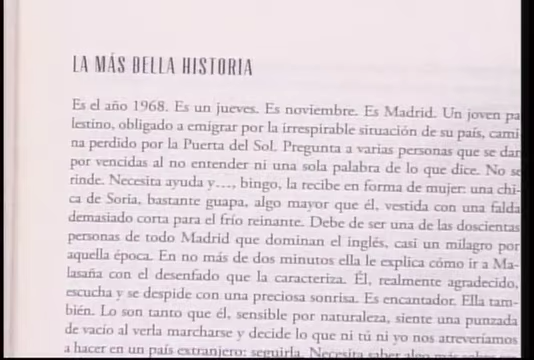 LA MÁS BELLA HISTORIA
Es el año 1968. Es un jueves. Es noviembre. Es Madrid. Un joven pa
lestino, obligado a emigrar por la irrespirable situación de su país, cami
na perdido por la Puerta del Sol. Pregunta a varias personas que se dan
por vencidas al no entender ni una sola palabra de lo que dice. No se
rinde. Necesita ayuda y…, bingo, la recibe en forma de mujer: una chi-
ca de Soria, bastante guapa, algo mayor que él, vestida con una falda
demasiado corta para el frío reinante. Debe de ser una de las doscientas
personas de todo Madrid que dominan el inglés, casi un milagro por
aquella época. En no más de dos minutos ella le explica cómo ir a Ma-
lasaña con el desenfado que la caracteriza. Él, realmente agradecido,
escucha y se despide con una preciosa sonrisa. Es encantador. Ella tam-
bién. Lo son tanto que él, sensible por naturaleza, siente una punzada
de vacío al verla marcharse y decide lo que ni tú ni yo nos atreveríamos
a hacer en un país extranjero: seguirla. Necesita saber algo más sobre